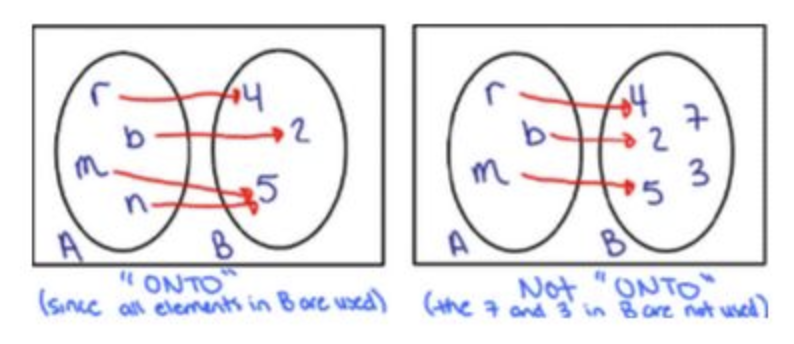 r 4
b 2
m 5
n
A B
"ONTO"
(since all elements in B are used)
r 4 7
b 2
m 5 3
A B
Not "ONTO"
(the 7 and 3 in B are not used)